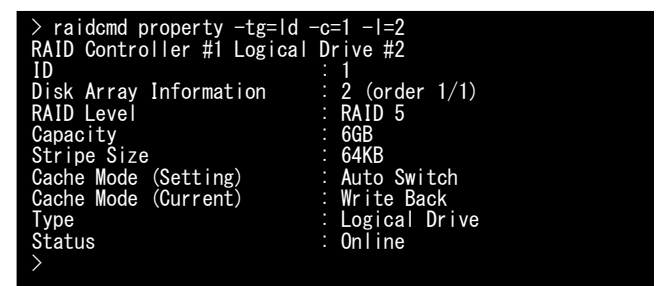 > raidcmd property -tg=ld -c=1 -l=2
RAID Controller #1 Logical Drive #2
ID : 1
Disk Array Information : 2 (order 1/1)
RAID Level : RAID 5
Capacity : 6GB
Stripe Size : 64KB
Cache Mode (Setting) : Auto Switch
Cache Mode (Current) : Write Back
Type : Logical Drive
Status : Online
>